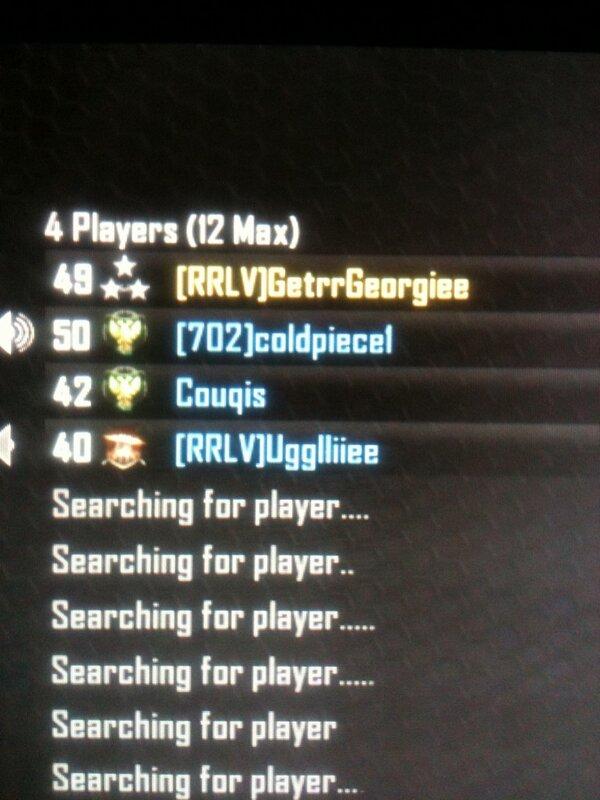 4 Players (12 Max)
49 [RRLV]GetrrGeorgiee
50 [702]coldpiece1
42 Couqis
40 [RRLV]Ugglliiee
Searching for player....
Searching for player..
Searching for player.....
Searching for player.....
Searching for player
Searching for player...